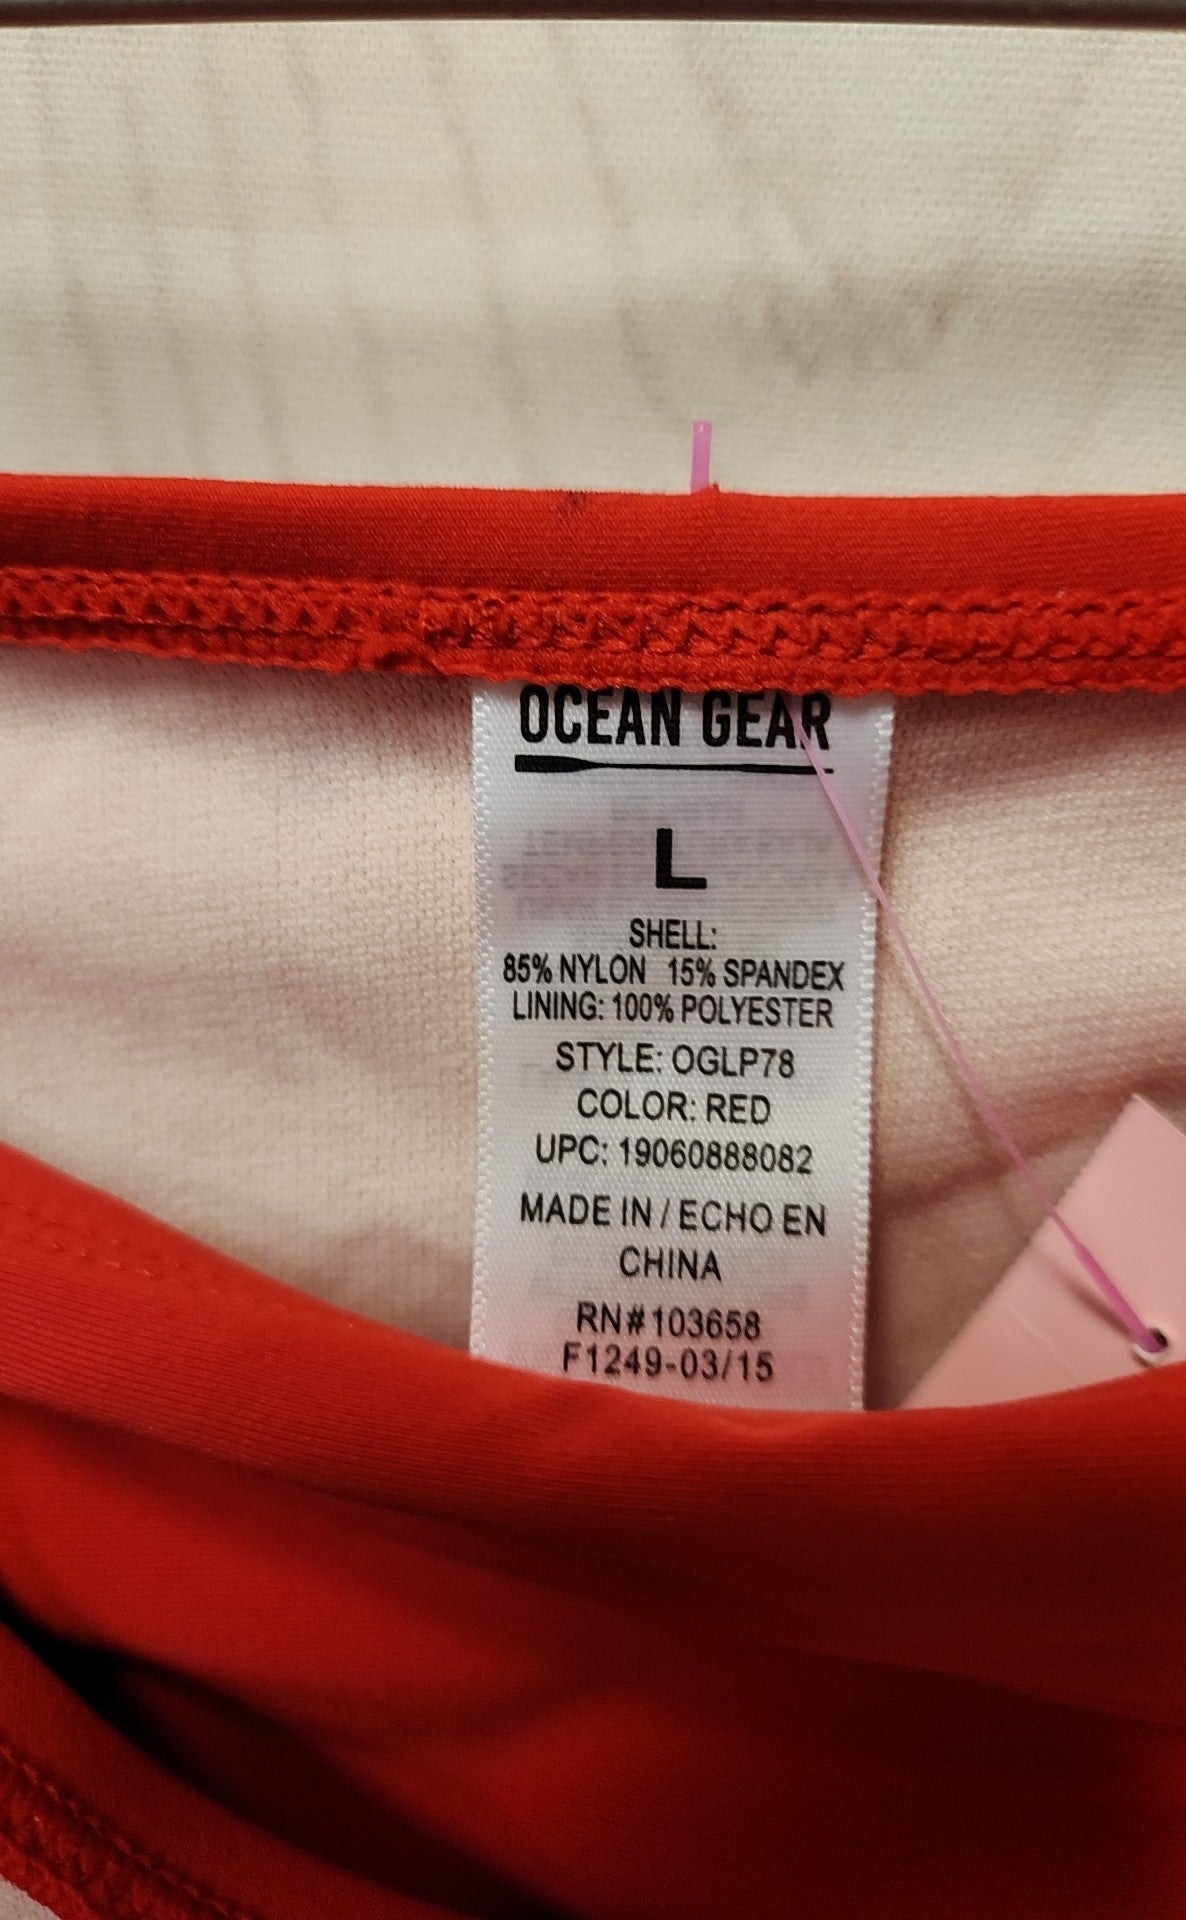 OCEAN GEAR
L
SHELL:
85% NYLON 15% SPANDEX
LINING: 100% POLYESTER
STYLE: OGLP78
COLOR: RED
UPC: 19060888082
MADE IN / ECHO EN
CHINA
RN#103658
F1249-03/15